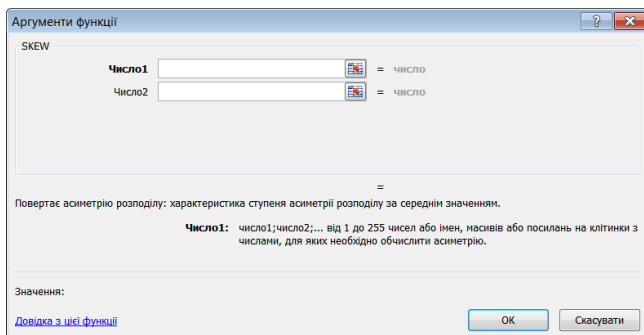 Аргументи функції
SKEW
Число1 = число
Число2 = число
=
Повертає асиметрію розподілу: характеристика ступеня асиметрії розподілу за середнім значенням.
Число1: число1;число2;... від 1 до 255 чисел або імен, масивів або посилань на клітинки з
числами, для яких необхідно обчислити асиметрію.
Значення:
Довідка з цієї функції
ОК
Скасувати